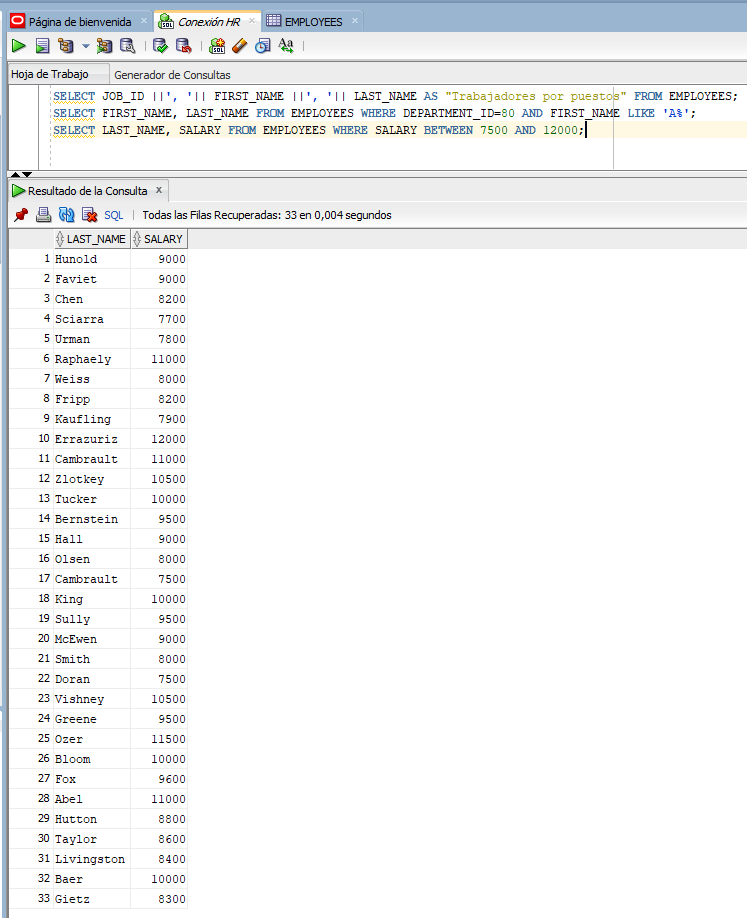 Página de bienvenida × Conexión HR × EMPLOYEES ×
Hoja de Trabajo Generador de Consultas
SELECT JOB_ID ||', '|| FIRST_NAME ||', '|| LAST_NAME AS "Trabajadores por puestos" FROM EMPLOYEES;
SELECT FIRST_NAME, LAST_NAME FROM EMPLOYEES WHERE DEPARTMENT_ID=80 AND FIRST_NAME LIKE 'A%';
SELECT LAST_NAME, SALARY FROM EMPLOYEES WHERE SALARY BETWEEN 7500 AND 12000;
Resultado de la Consulta ×
SQL | Todas las Filas Recuperadas: 33 en 0,004 segundos
LAST_NAME SALARY
1 Hunold 9000
2 Faviet 9000
3 Chen 8200
4 Sciarra 7700
5 Urman 7800
6 Raphaely 11000
7 Weiss 8000
8 Fripp 8200
9 Kaufling 7900
10 Errazuriz 12000
11 Cambrault 11000
12 Zlotkey 10500
13 Tucker 10000
14 Bernstein 9500
15 Hall 9000
16 Olsen 8000
17 Cambrault 7500
18 King 10000
19 Sully 9500
20 McEwen 9000
21 Smith 8000
22 Doran 7500
23 Vishney 10500
24 Greene 9500
25 Ozer 11500
26 Bloom 10000
27 Fox 9600
28 Abel 11000
29 Hutton 8800
30 Taylor 8600
31 Livingston 8400
32 Baer 10000
33 Gietz 8300